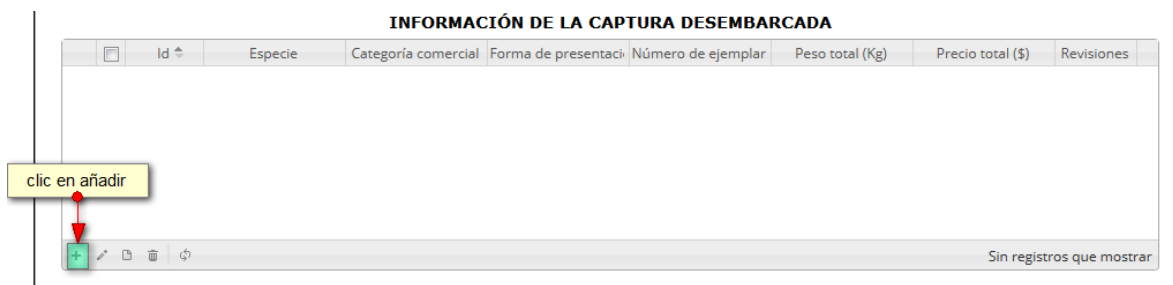 INFORMACIÓN DE LA CAPTURA DESEMBARCADA
Id Especie Categoría comercial Forma de presentaci Número de ejemplar Peso total (Kg) Precio total ($) Revisiones
clic en añadir
Sin registros que mostrar